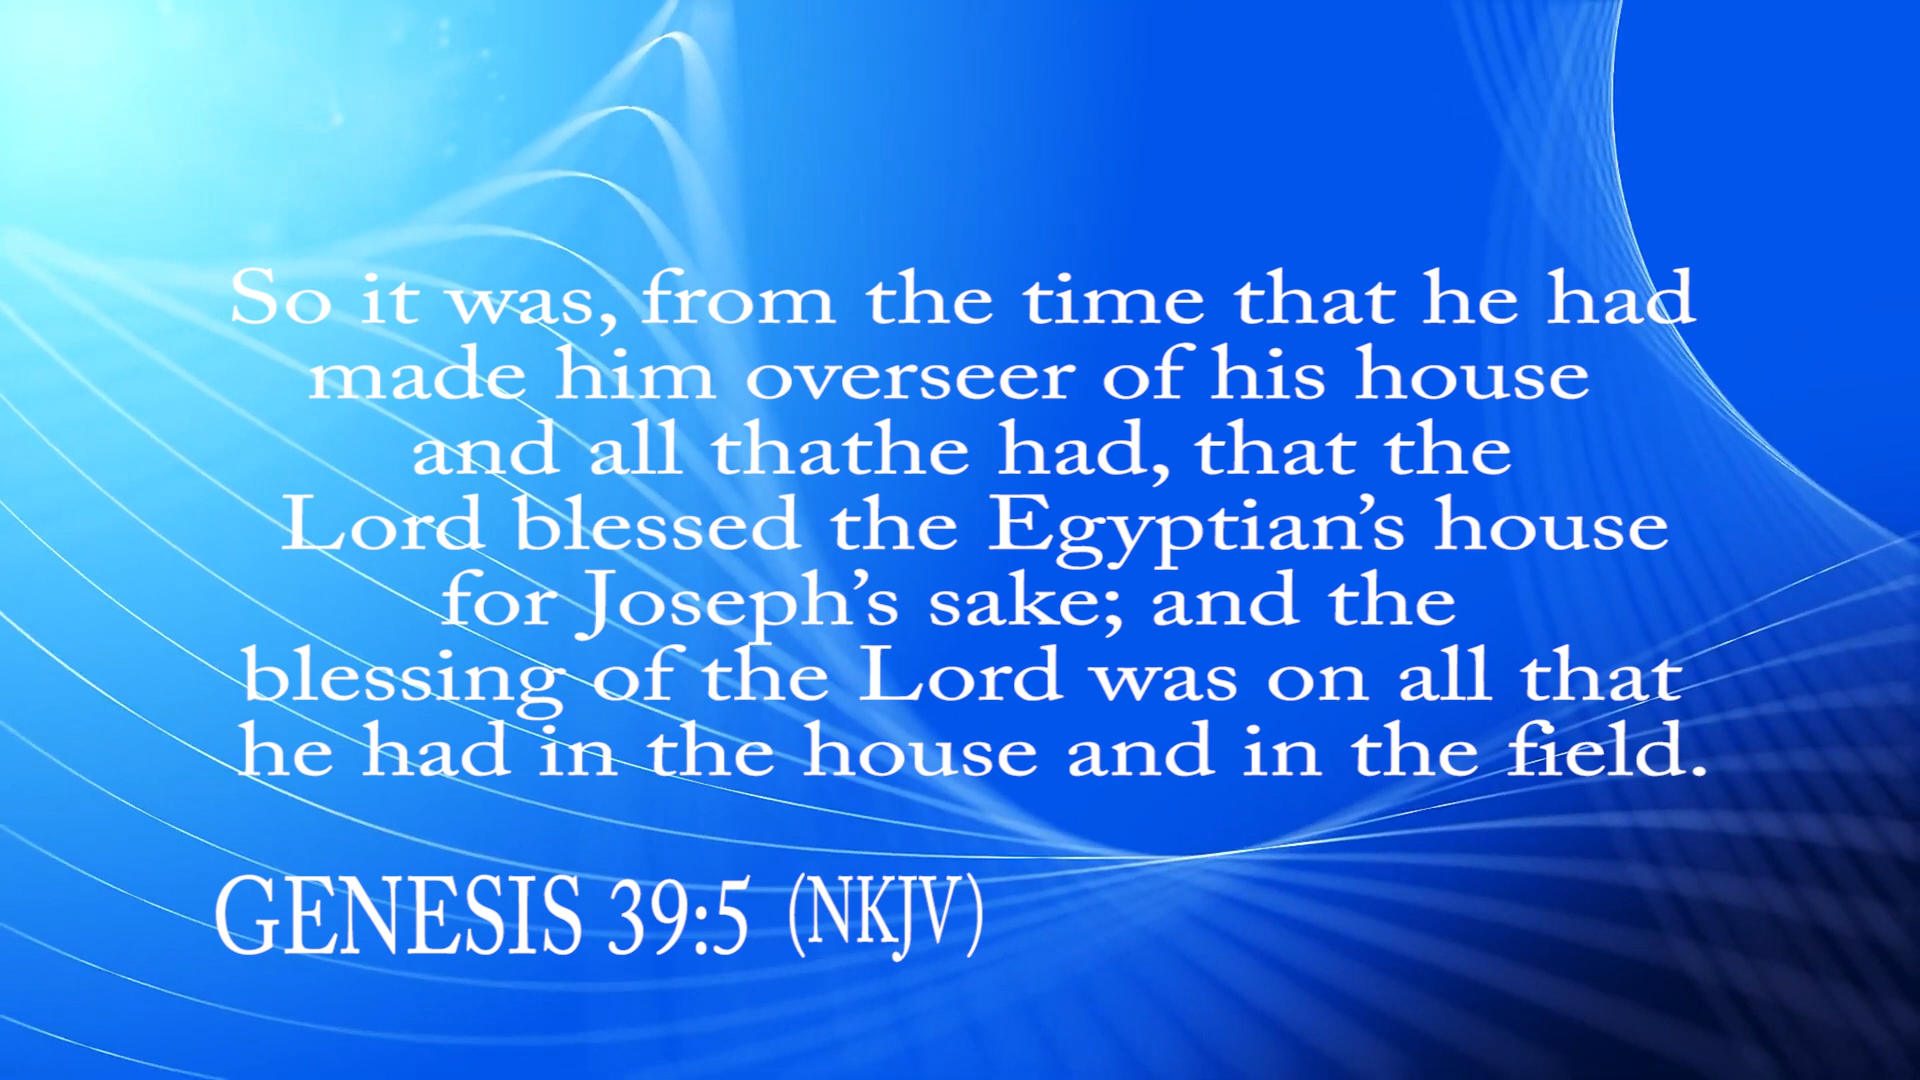 So it was, from the time that he had
made him overseer of his house
and all thathe had, that the
Lord blessed the Egyptian’s house
for Joseph’s sake; and the
blessing of the Lord was on all that
he had in the house and in the field.
GENESIS 39:5 (NKJV)